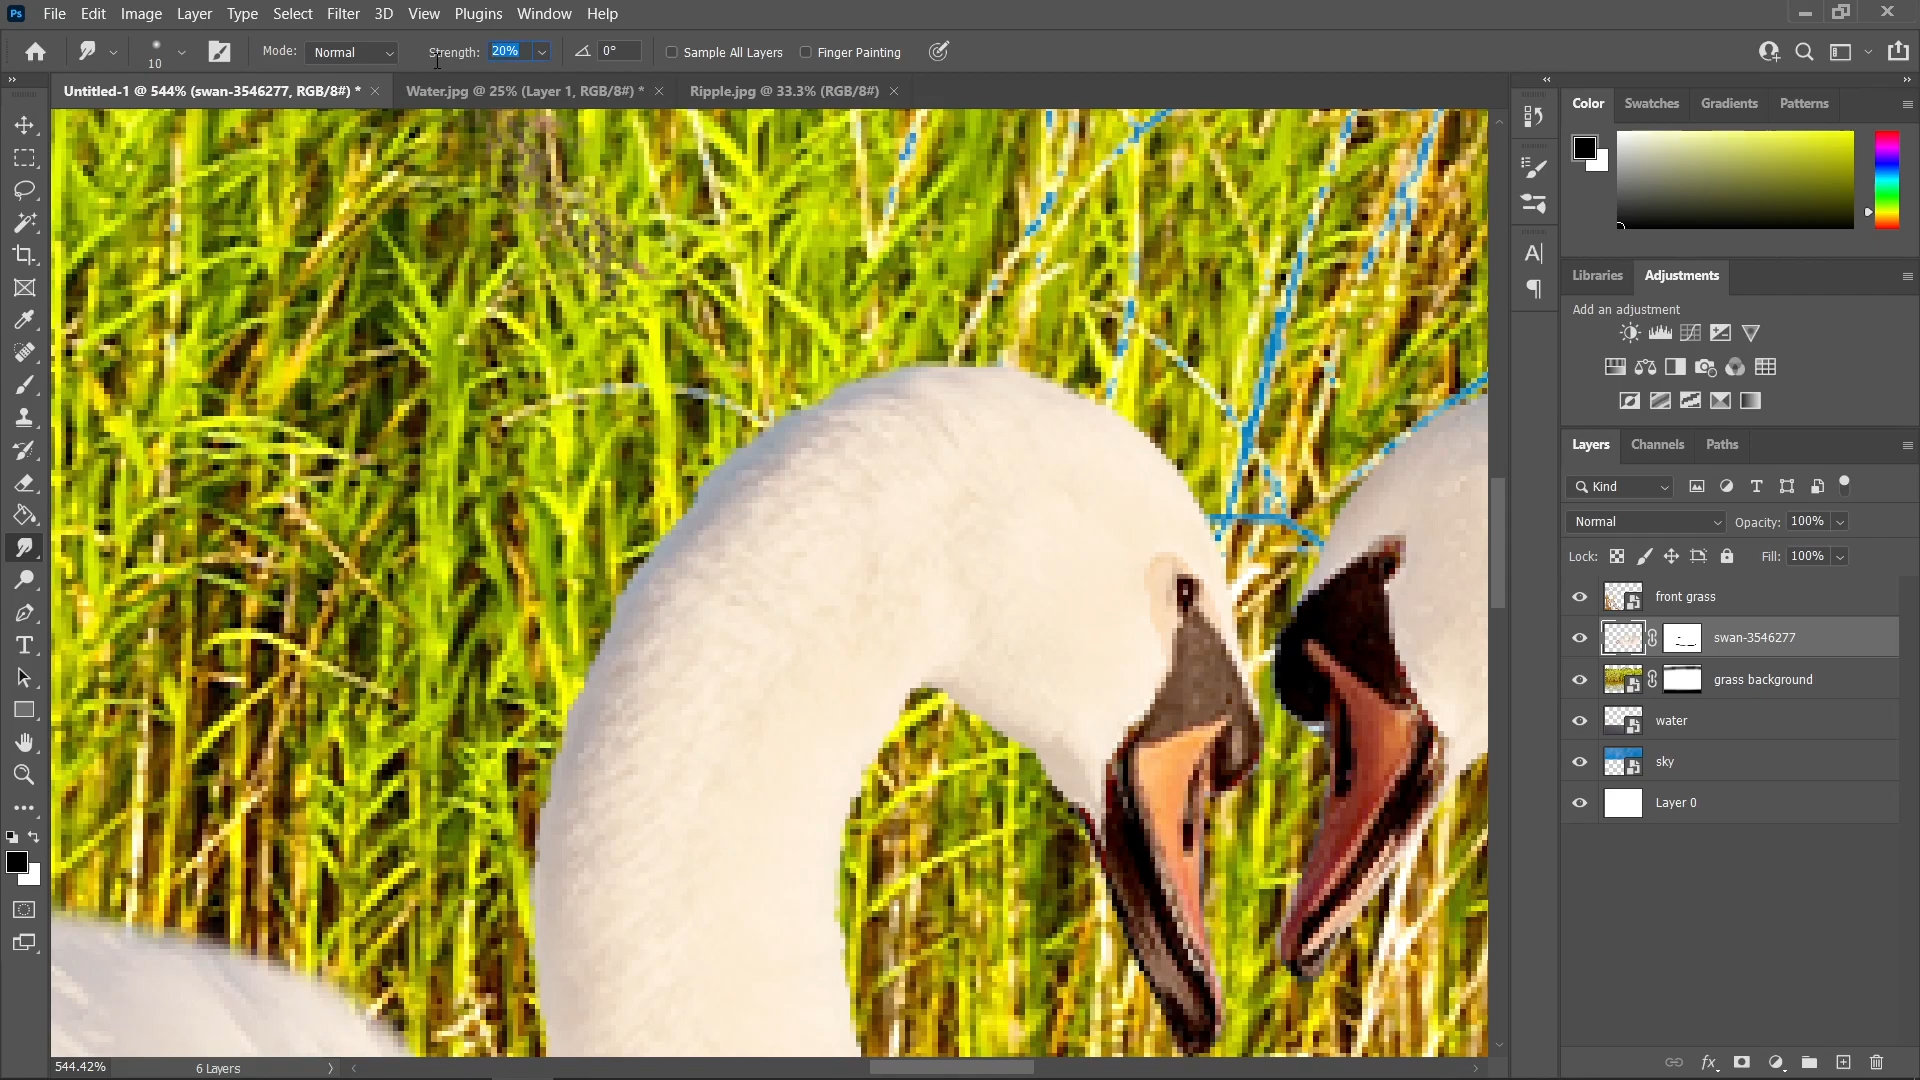 Ps File Edit Image Layer Type Select Filter 3D View Plugins Window Help
10 Mode: Normal Strength: 20% 0° Sample All Layers Finger Painting
Untitled-1 @ 544% (swan-3546277, RGB/8#) * Water.jpg @ 25% (Layer 1, RGB/8#) * Ripple.jpg @ 33.3% (RGB/8#)
Color Swatches Gradients Patterns
Libraries Adjustments
Add an adjustment
Layers Channels Paths
Kind
Normal Opacity: 100%
Lock: Fill: 100%
front grass
swan-3546277
grass background
water
sky
Layer 0
544.42% 6 Layers